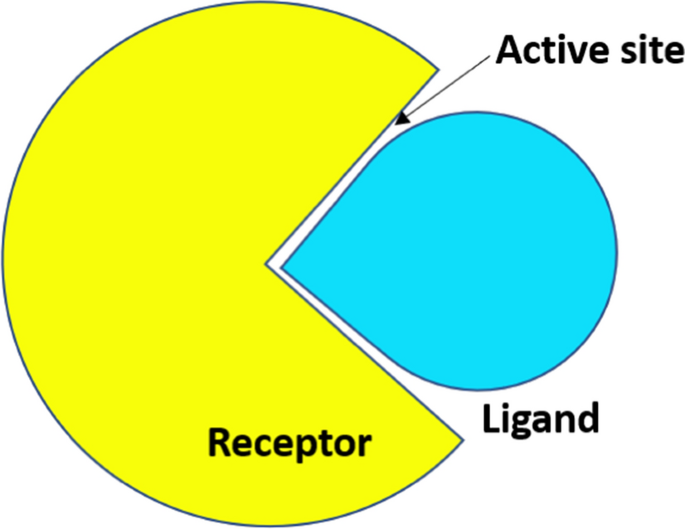 Active site
Ligand
Receptor